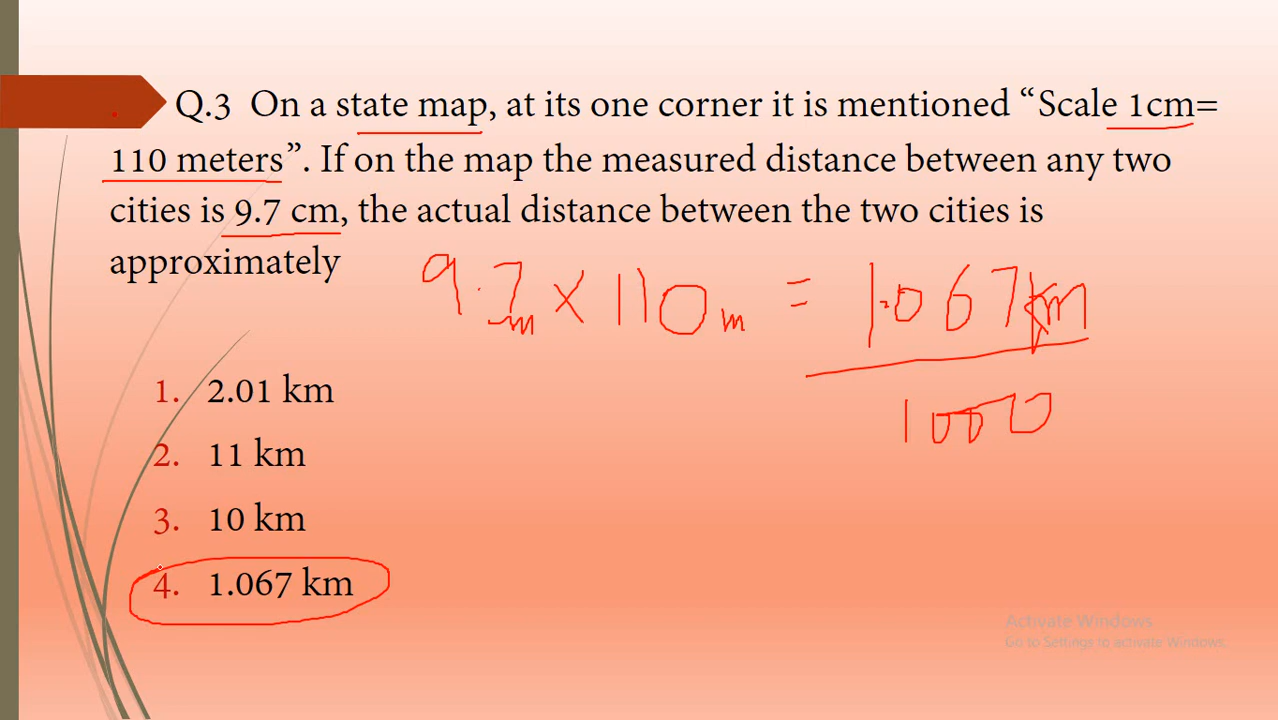 Q.3 On a state map, at its one corner it is mentioned “Scale 1cm=
110 meters”. If on the map the measured distance between any two
cities is 9.7 cm, the actual distance between the two cities is
approximately
9.7m × 110m = 1.067km
1000
1. 2.01 km
2. 11 km
3. 10 km
4. 1.067 km
Activate Windows
Go to Settings to activate Windows.